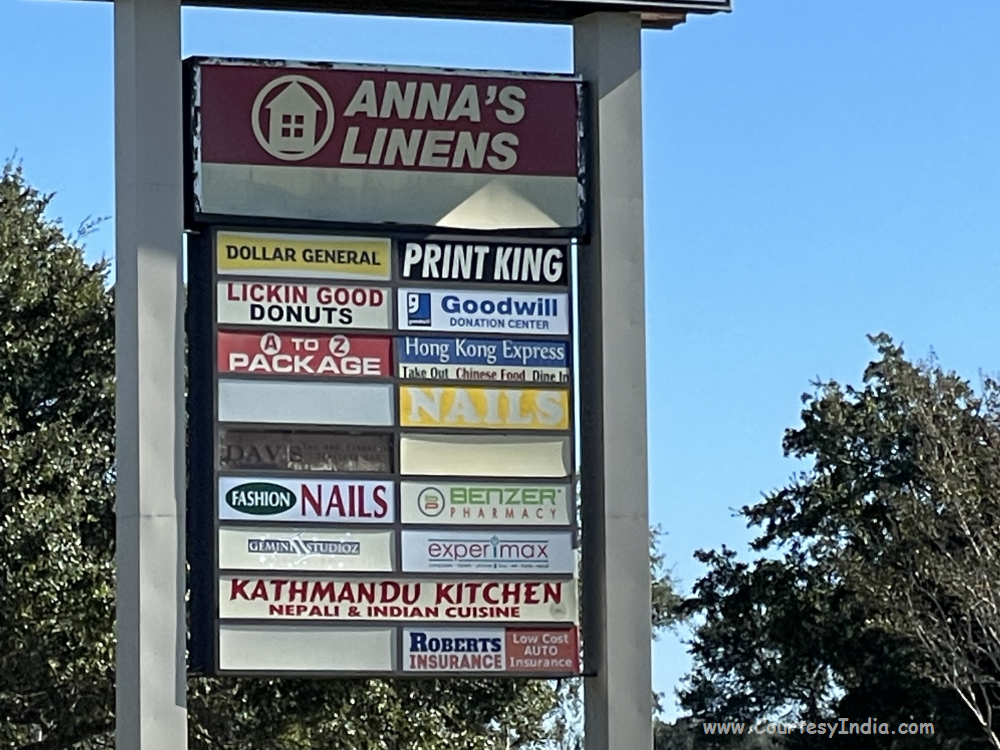 ANNA'S
LINENS
DOLLAR GENERAL
PRINT KING
LICKIN GOOD
DONUTS
g
goodwill
Goodwill
DONATION CENTER
A TO Z
PACKAGE
Hong Kong Express
Take Out Chinese Food Dine In
NAILS
DAVIS
FASHION NAILS
BENZER
PHARMACY
GEMINI STUDIOZ
experimax
KATHMANDU KITCHEN
NEPALI & INDIAN CUISINE
ROBERTS
INSURANCE
Low Cost
AUTO
Insurance
www.CourtesyIndia.com